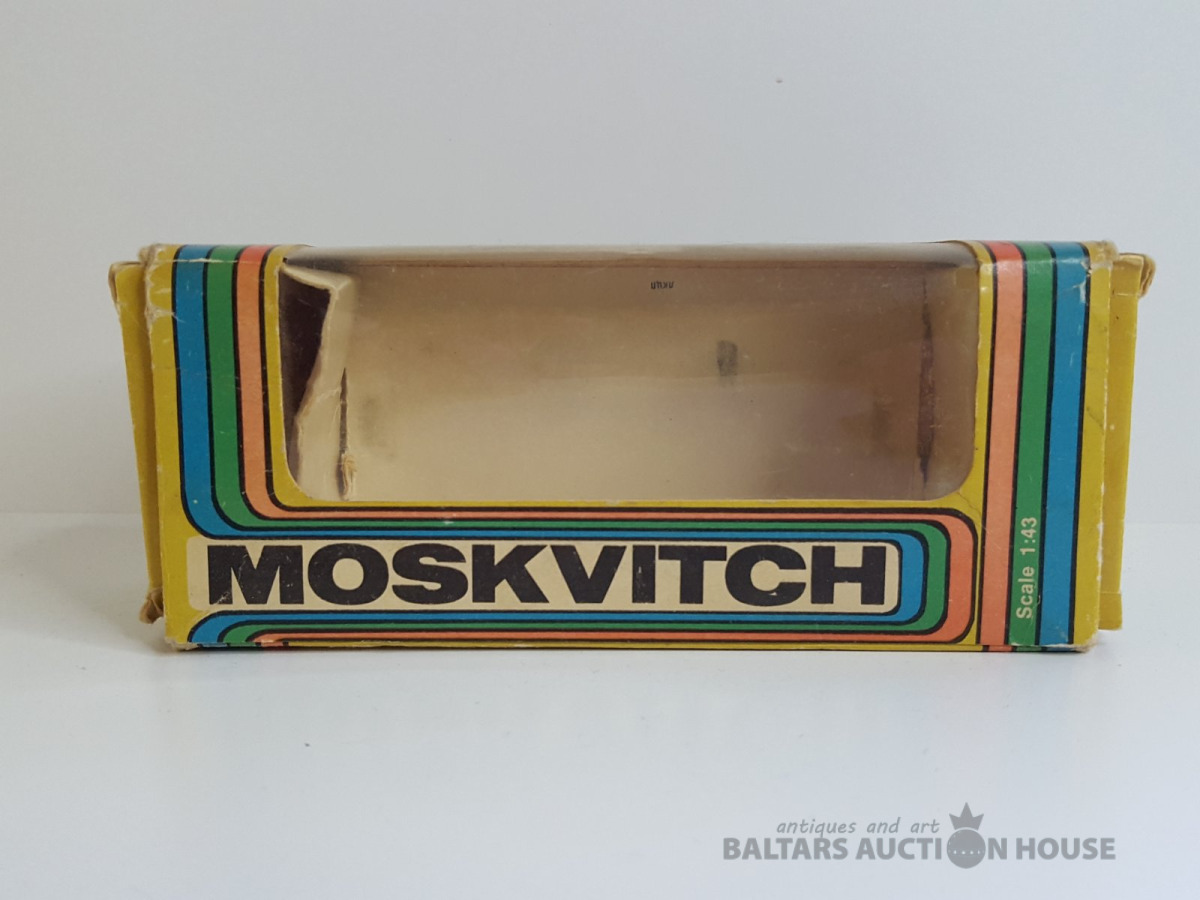 MOSKVITCH
Scale 1:43
antiques and art
BALTARS AUCTION HOUSE